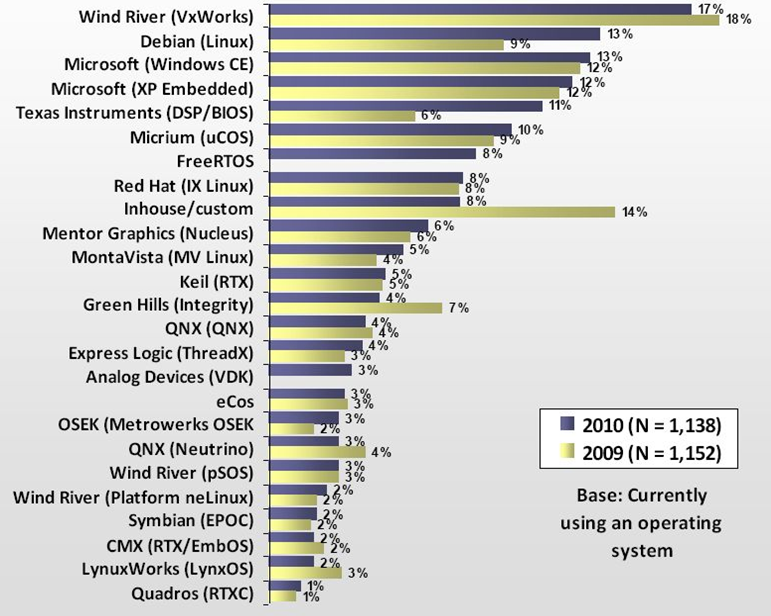 Wind River (VxWorks) 17% 18%
Debian (Linux) 13% 9%
Microsoft (Windows CE) 13% 12%
Microsoft (XP Embedded) 12% 12%
Texas Instruments (DSP/BIOS) 11% 6%
Micrium (uCOS) 10% 9%
FreeRTOS 8%
Red Hat (IX Linux) 8% 8%
Inhouse/custom 8% 14%
Mentor Graphics (Nucleus) 6% 6%
MontaVista (MV Linux) 5% 4%
Keil (RTX) 5% 5%
Green Hills (Integrity) 4% 7%
QNX (QNX) 4% 4%
Express Logic (ThreadX) 4% 3%
Analog Devices (VDK) 3%
eCos 3% 3%
OSEK (Metrowerks OSEK 3% 2%
QNX (Neutrino) 3% 4%
Wind River (pSOS) 3% 3%
Wind River (Platform neLinux) 2% 2%
Symbian (EPOC) 2% 2%
CMX (RTX/EmbOS) 2% 2%
LynuxWorks (LynxOS) 2% 3%
Quadros (RTXC) 1% 1%
2010 (N = 1,138)
2009 (N = 1,152)
Base: Currently
using an operating
system